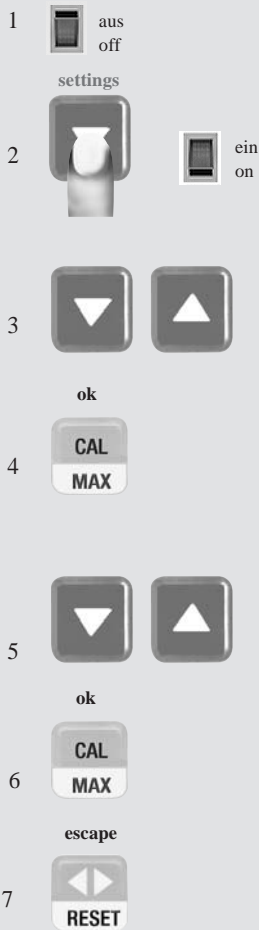 1
aus
off
settings
2
ein
on
3
ok
4
CAL
MAX
5
ok
6
CAL
MAX
escape
7
RESET